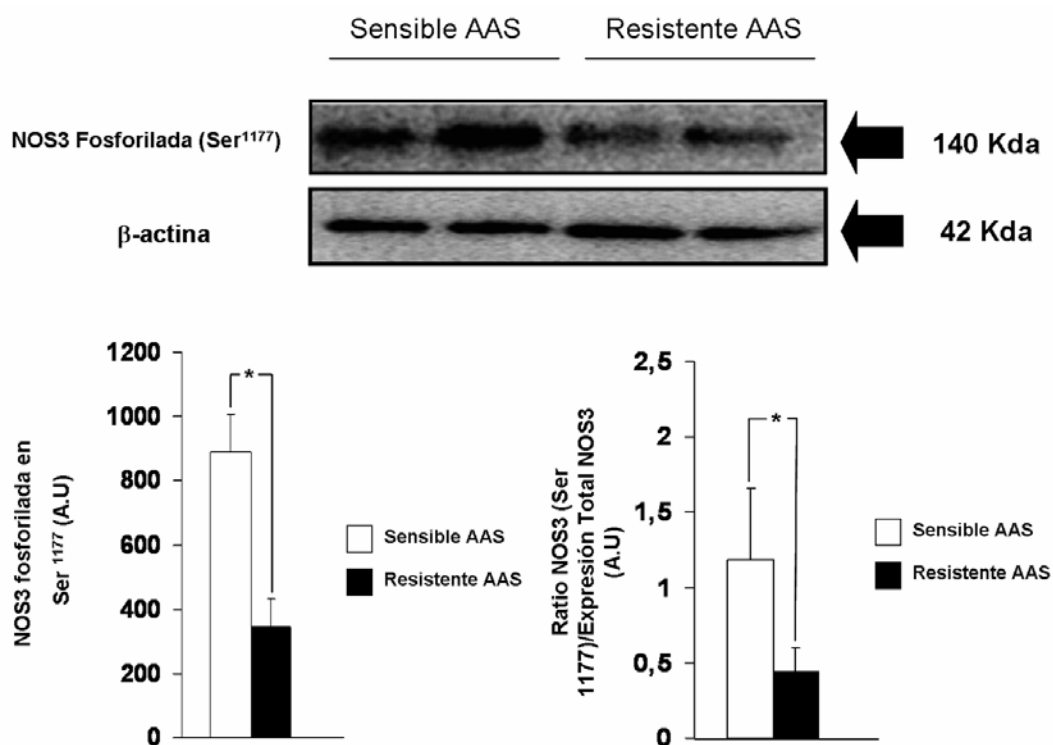 Sensible AAS
Resistente AAS
NOS3 Fosforilada (Ser1177)
140 Kda
β-actina
42 Kda
1200
1000
800
600
400
200
0
NOS3 fosforilada en
Ser 1177 (A.U)
*
Sensible AAS
Resistente AAS
2,5
2
1,5
1
0,5
0
Ratio NOS3 (Ser
1177)/Expresión Total NOS3
(A.U)
*
Sensible AAS
Resistente AAS